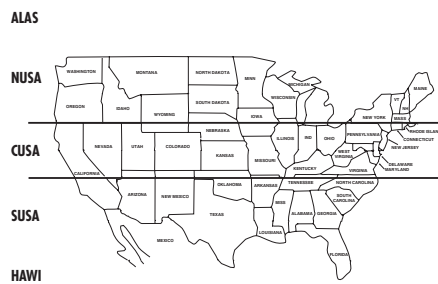 ALAS
NUSA
WASHINGTON
MONTANA
NORTH DAKOTA
MINN
MICHIGAN
VT
MAINE
OREGON
IDAHO
WYOMING
SOUTH DAKOTA
WISCONSIN
NH
NEW YORK
MASS
IOWA
RHODE ISLAN
CONNECTICUT
NEW JERSEY
CUSA
NEVADA
UTAH
COLORADO
NEBRASKA
KANSAS
MISSOURI
ILLINOIS
IND
OHIO
PENNSYLVANIA
WEST
VIRGINIA
KENTUCKY
VIRGINIA
DELAWARE
MARYLAND
CALIFORNIA
SUSA
ARIZONA
NEW MEXICO
OKLAHOMA
ARKANSAS
TENNESSEE
NORTH CAROLINA
SOUTH
CAROLINA
TEXAS
MISS
ALABAMA
GEORGIA
LOUISIANA
MEXICO
FLORIDA
HAWI